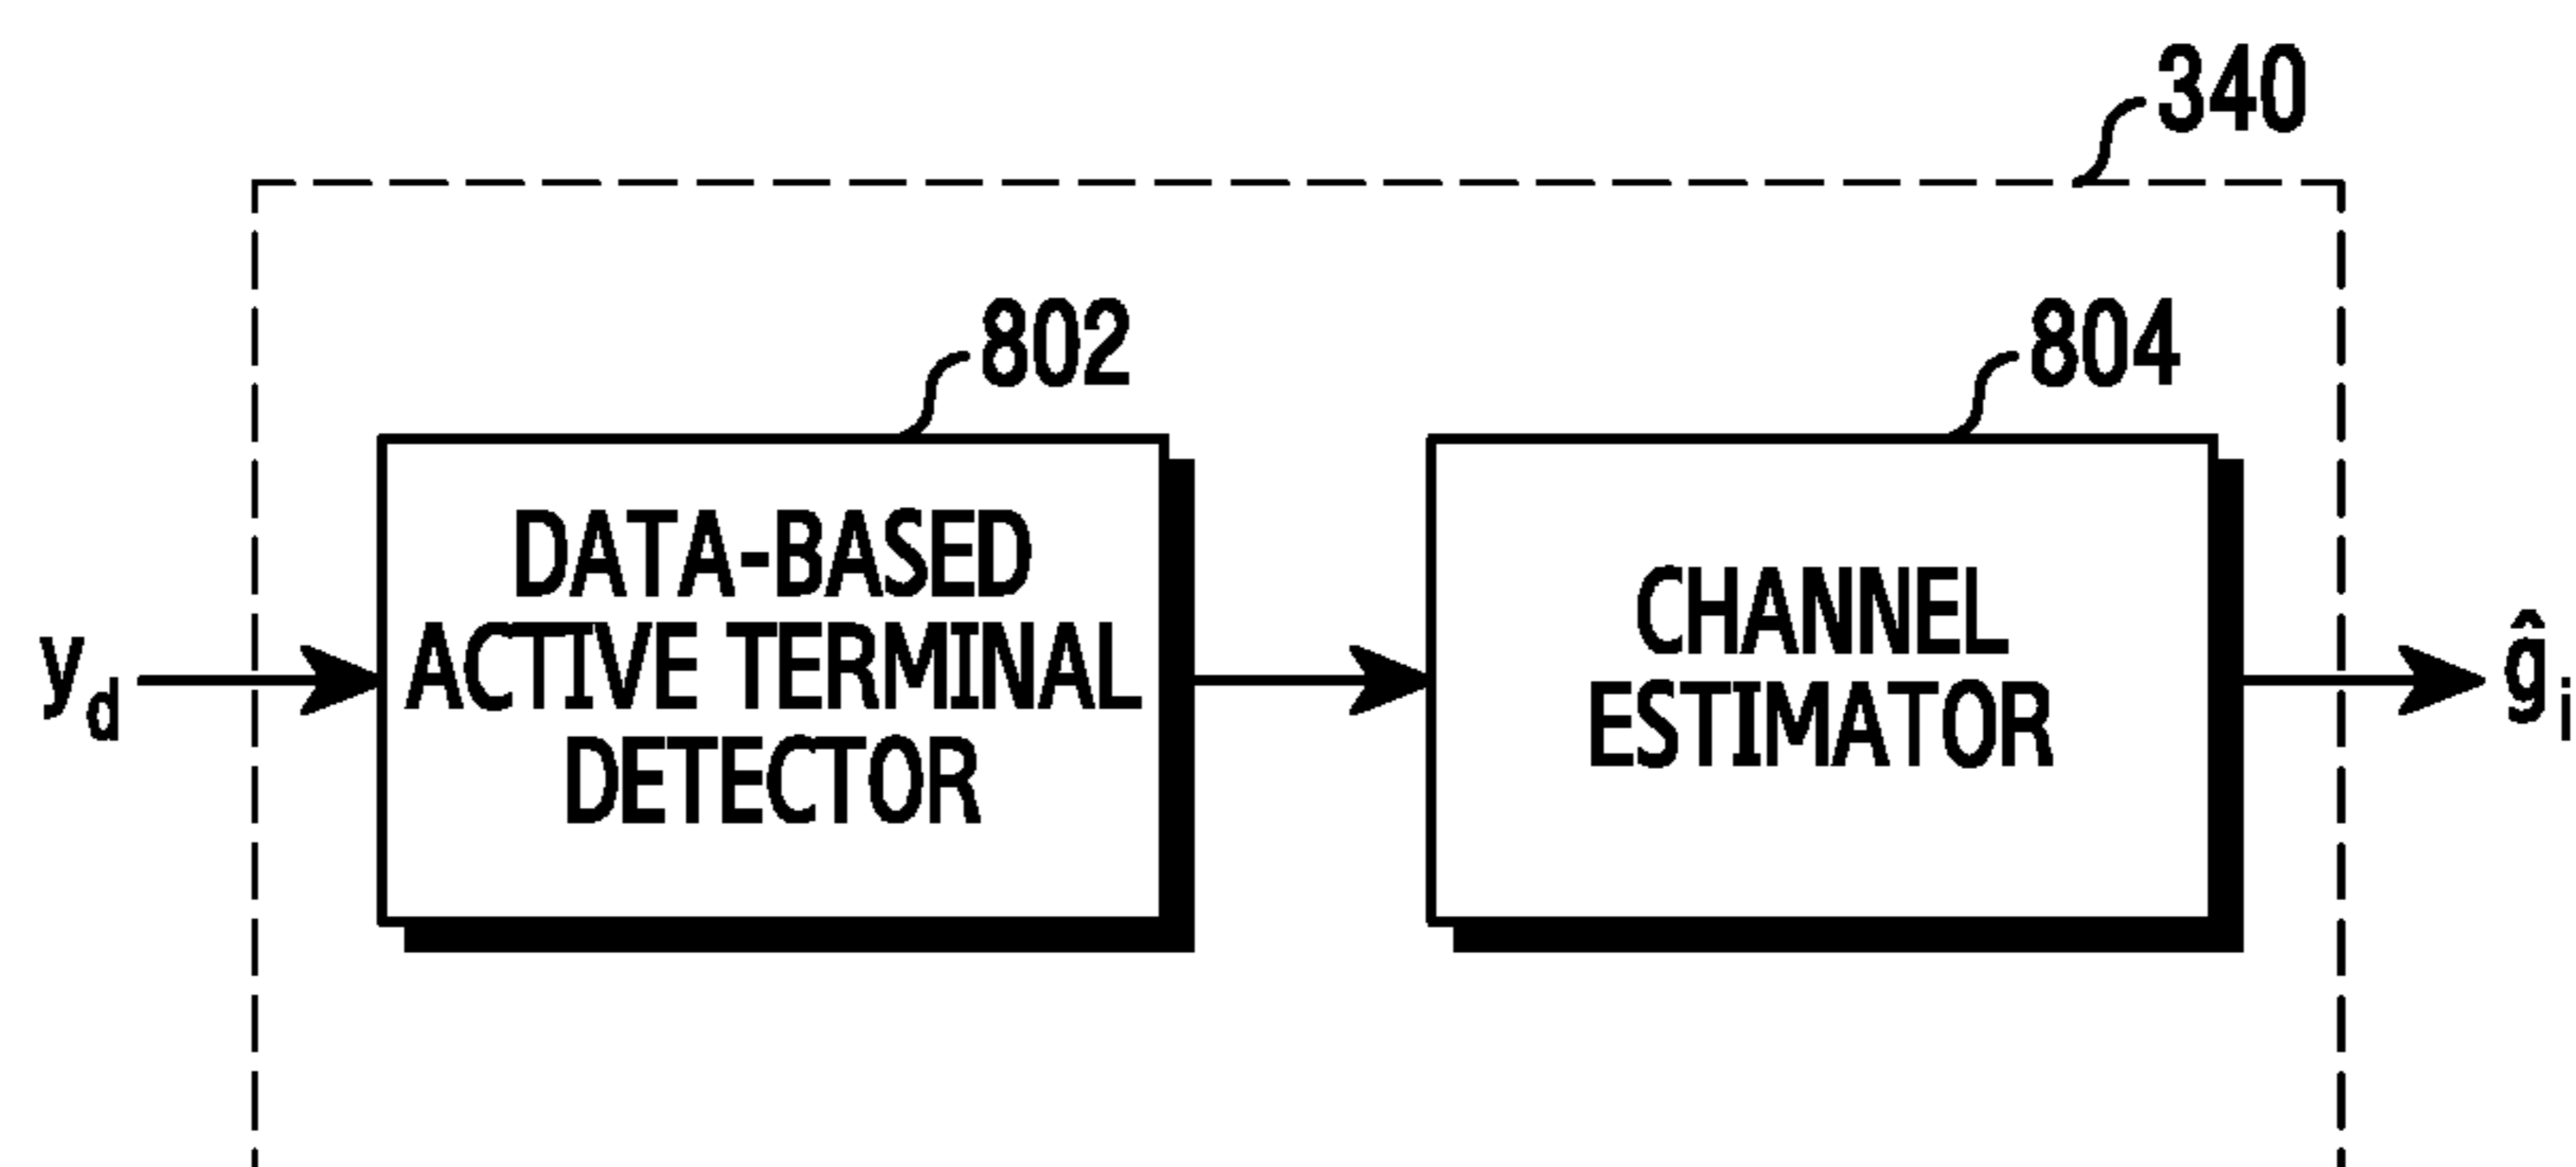 340
802
804
DATA-BASED
ACTIVE TERMINAL
DETECTOR
CHANNEL
ESTIMATOR
y_d
ĝ_i